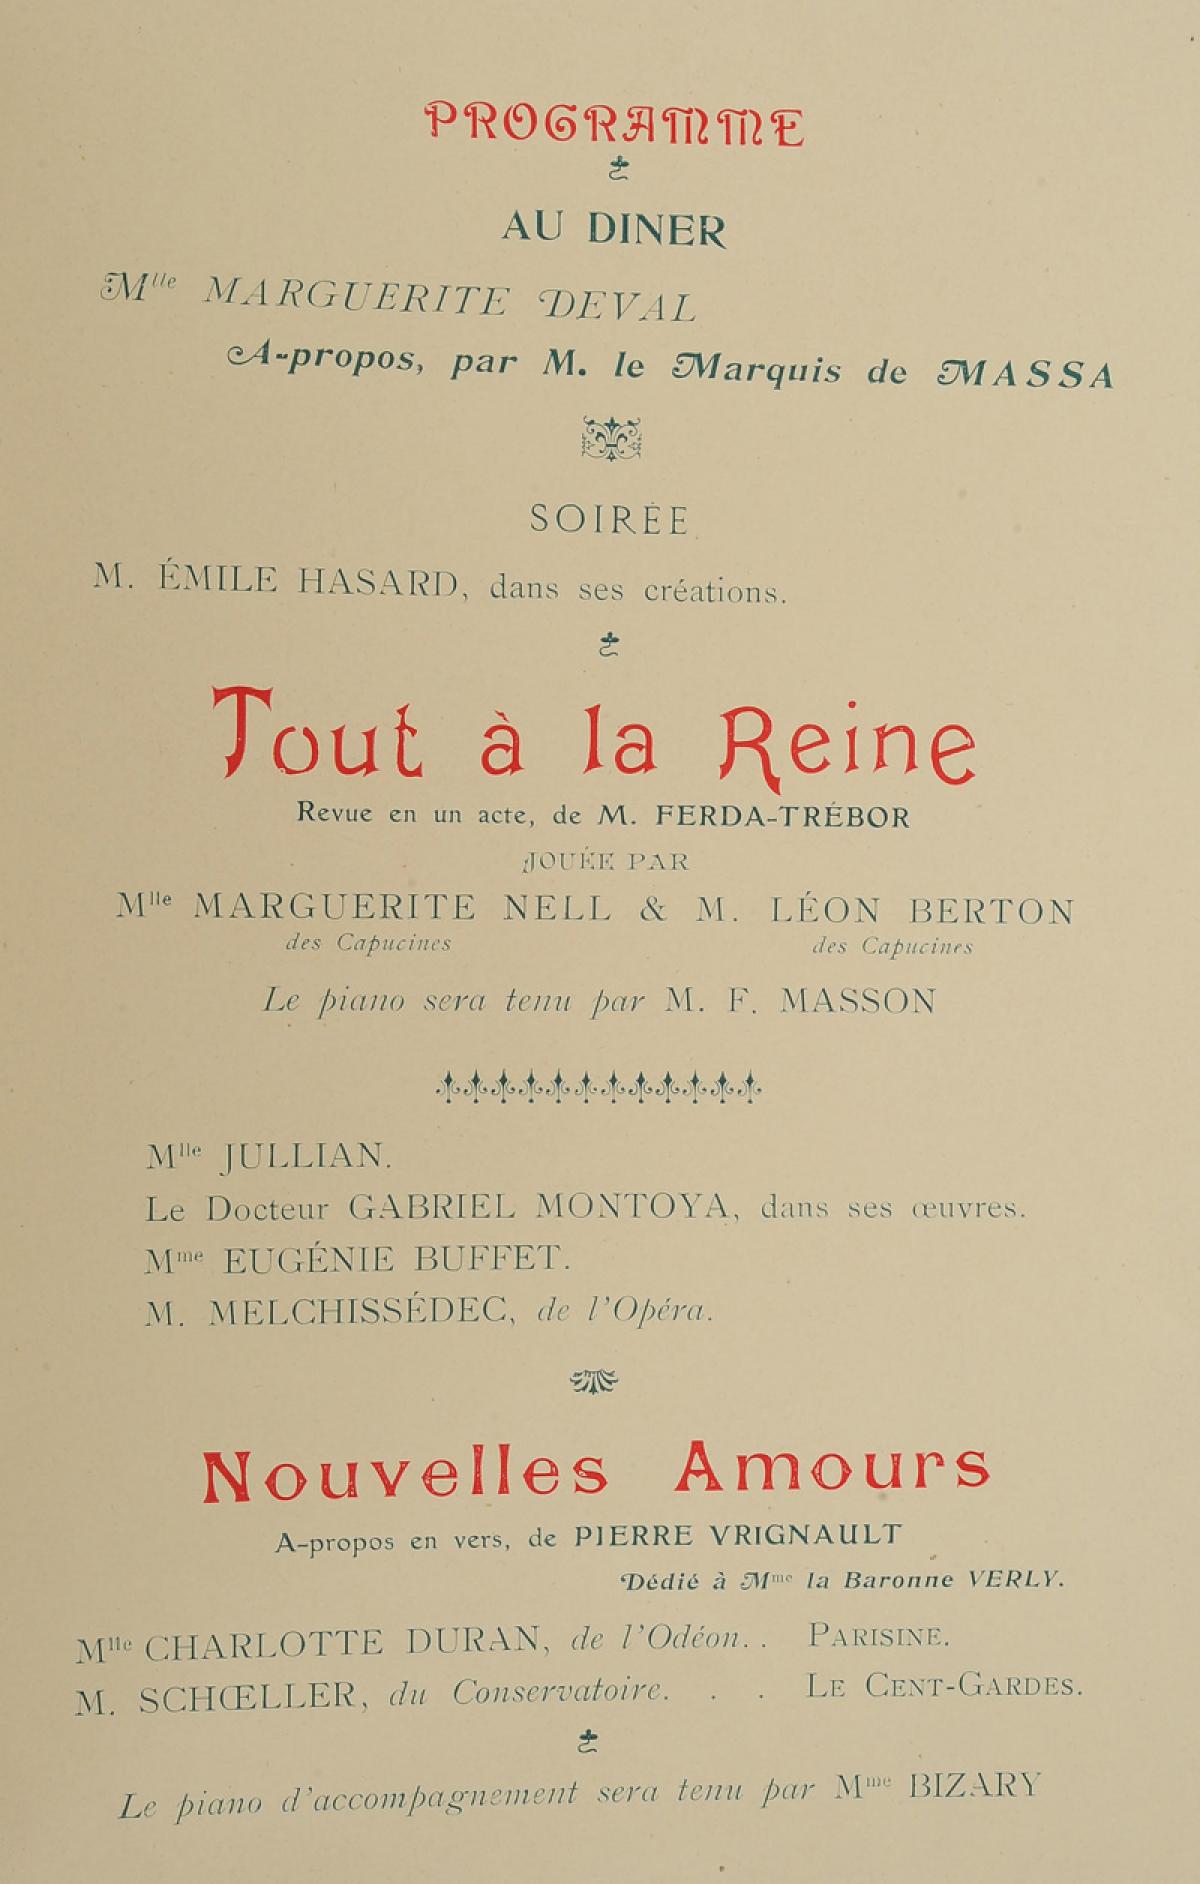 PROGRAMME
AU DINER
Mlle MARGUERITE DEVAL
A-propos, par M. le Marquis de MASSA
SOIRÉE
M. ÉMILE HASARD, dans ses créations.
Tout à la Reine
Revue en un acte, de M. FERDA-TRÉBOR
JOUÉE PAR
Mlle MARGUERITE NELL & M. LÉON BERTON
des Capucines des Capucines
Le piano sera tenu par M. F. MASSON
Mlle JULLIAN.
Le Docteur GABRIEL MONTOYA, dans ses œuvres.
Mme EUGÉNIE BUFFET.
M. MELCHISSÉDEC, de l'Opéra.
Nouvelles Amours
A-propos en vers, de PIERRE VRIGNAULT
Dédié à Mme la Baronne VERLY.
Mlle CHARLOTTE DURAN, de l'Odéon. . PARISINE.
M. SCHŒLLER, du Conservatoire. . . LE CENT-GARDES.
Le piano d'accompagnement sera tenu par Mme BIZARY